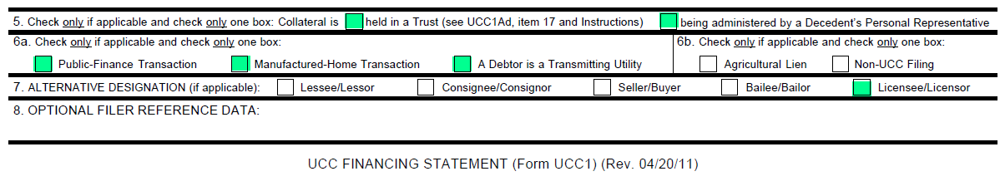 5. Check only if applicable and check only one box: Collateral is held in a Trust (see UCC1Ad, item 17 and Instructions) being administered by a Decedent's Personal Representative
6a. Check only if applicable and check only one box:
Public-Finance Transaction Manufactured-Home Transaction A Debtor is a Transmitting Utility
6b. Check only if applicable and check only one box:
Agricultural Lien Non-UCC Filing
7. ALTERNATIVE DESIGNATION (if applicable): Lessee/Lessor Consignee/Consignor Seller/Buyer Bailee/Bailor Licensee/Licensor
8. OPTIONAL FILER REFERENCE DATA:
UCC FINANCING STATEMENT (Form UCC1) (Rev. 04/20/11)